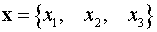 x = {x₁, x₂, x₃}